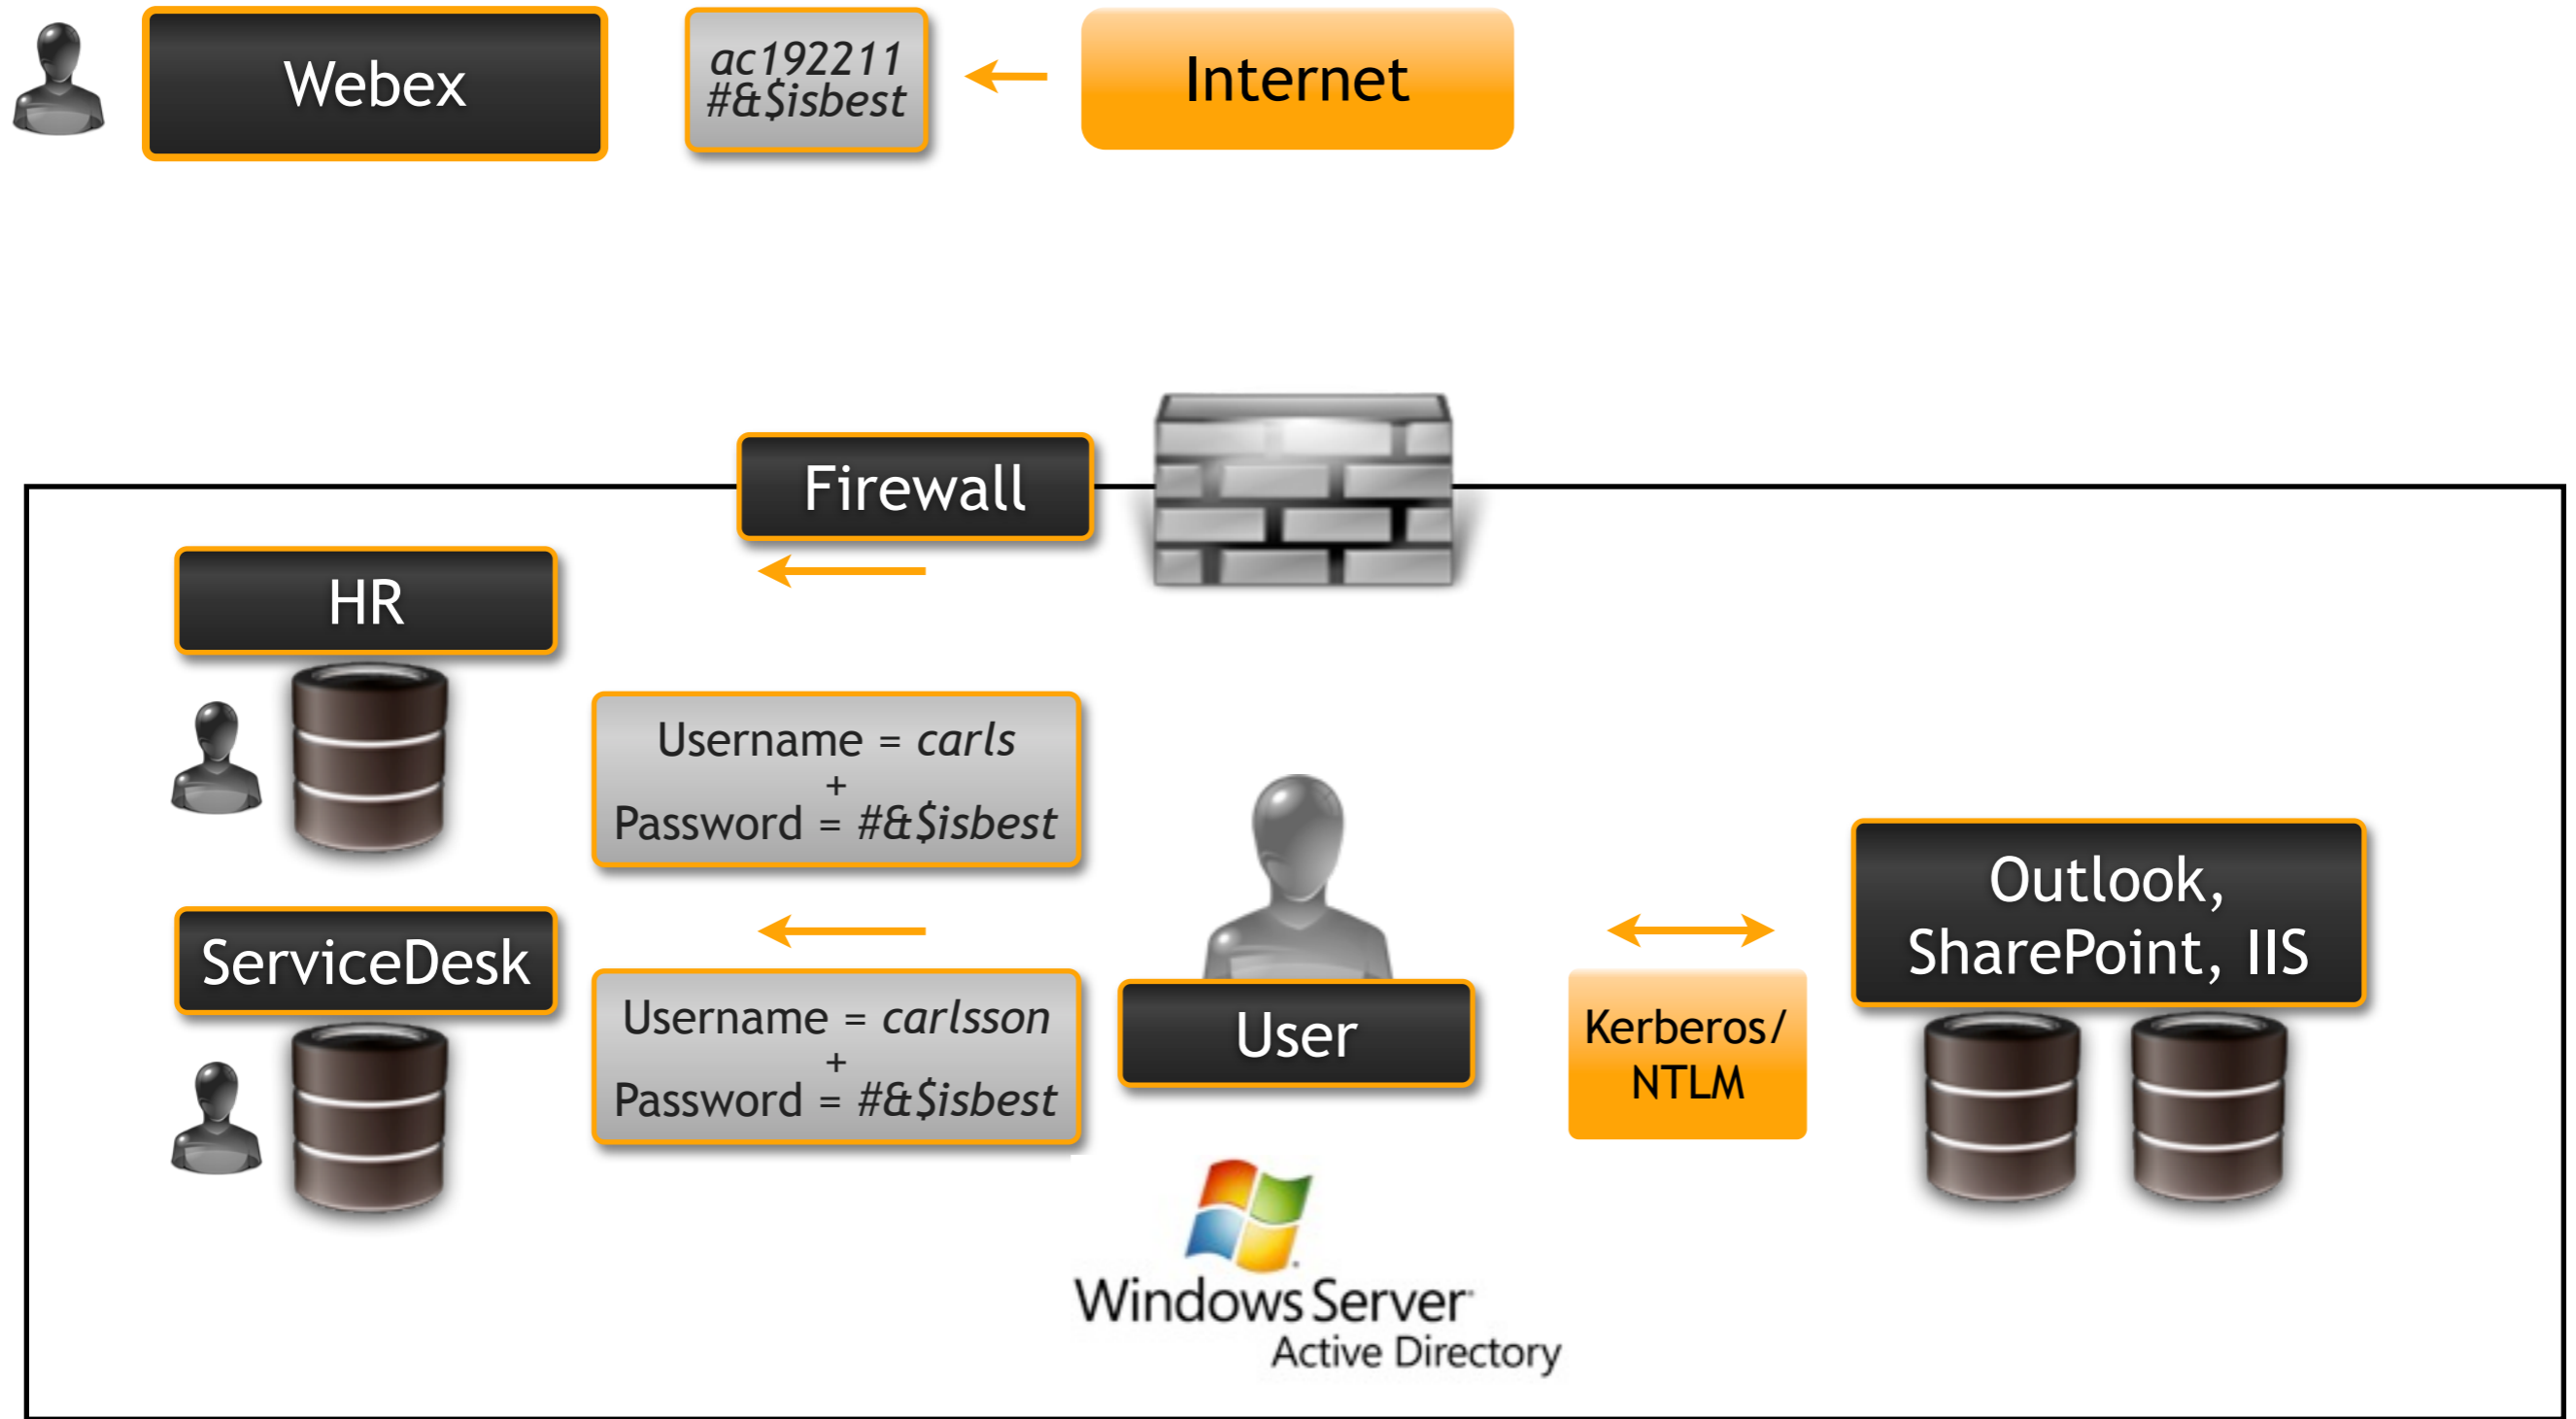 Webex
ac192211
#&$isbest
Internet
Firewall
HR
Username = carls
+
Password = #&$isbest
ServiceDesk
Username = carlsson
+
Password = #&$isbest
User
Kerberos/
NTLM
Outlook,
SharePoint, IIS
Windows Server
Active Directory